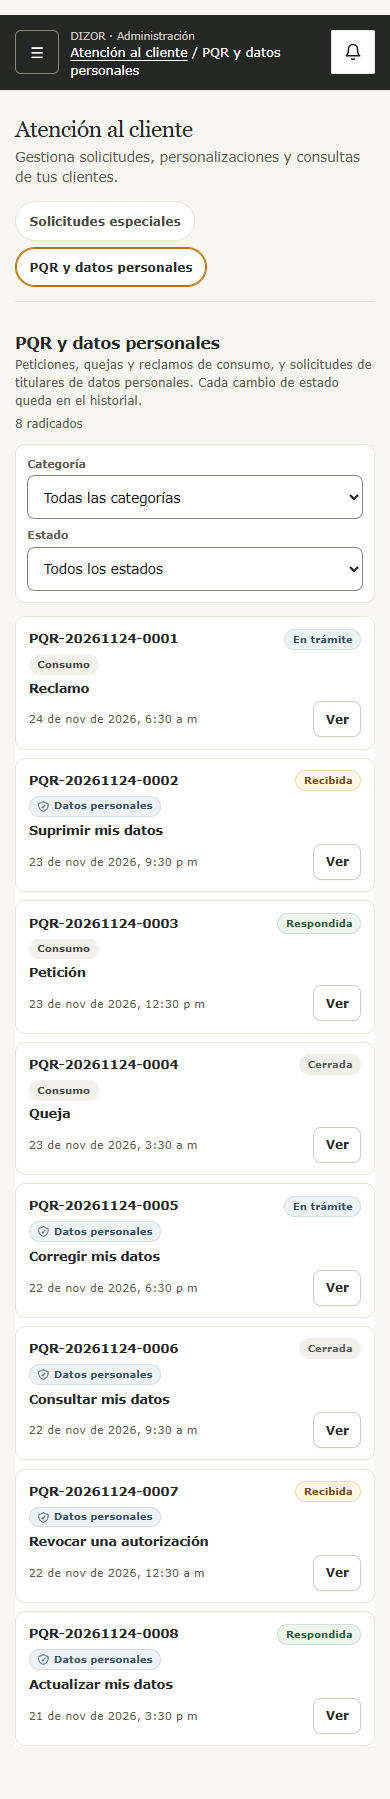 DIZOR · Administración
Atención al cliente / PQR y datos
personales
Atención al cliente
Gestiona solicitudes, personalizaciones y consultas
de tus clientes.
Solicitudes especiales
PQR y datos personales
PQR y datos personales
Peticiones, quejas y reclamos de consumo, y solicitudes de
titulares de datos personales. Cada cambio de estado
queda en el historial.
8 radicados
Categoría
Todas las categorías
Estado
Todos los estados
PQR-20261124-0001
En trámite
Consumo
Reclamo
24 de nov de 2026, 6:30 a m
Ver
PQR-20261124-0002
Recibida
Datos personales
Suprimir mis datos
23 de nov de 2026, 9:30 p m
Ver
PQR-20261124-0003
Respondida
Consumo
Petición
23 de nov de 2026, 12:30 p m
Ver
PQR-20261124-0004
Cerrada
Consumo
Queja
23 de nov de 2026, 3:30 a m
Ver
PQR-20261124-0005
En trámite
Datos personales
Corregir mis datos
22 de nov de 2026, 6:30 p m
Ver
PQR-20261124-0006
Cerrada
Datos personales
Consultar mis datos
22 de nov de 2026, 9:30 a m
Ver
PQR-20261124-0007
Recibida
Datos personales
Revocar una autorización
22 de nov de 2026, 12:30 a m
Ver
PQR-20261124-0008
Respondida
Datos personales
Actualizar mis datos
21 de nov de 2026, 3:30 p m
Ver